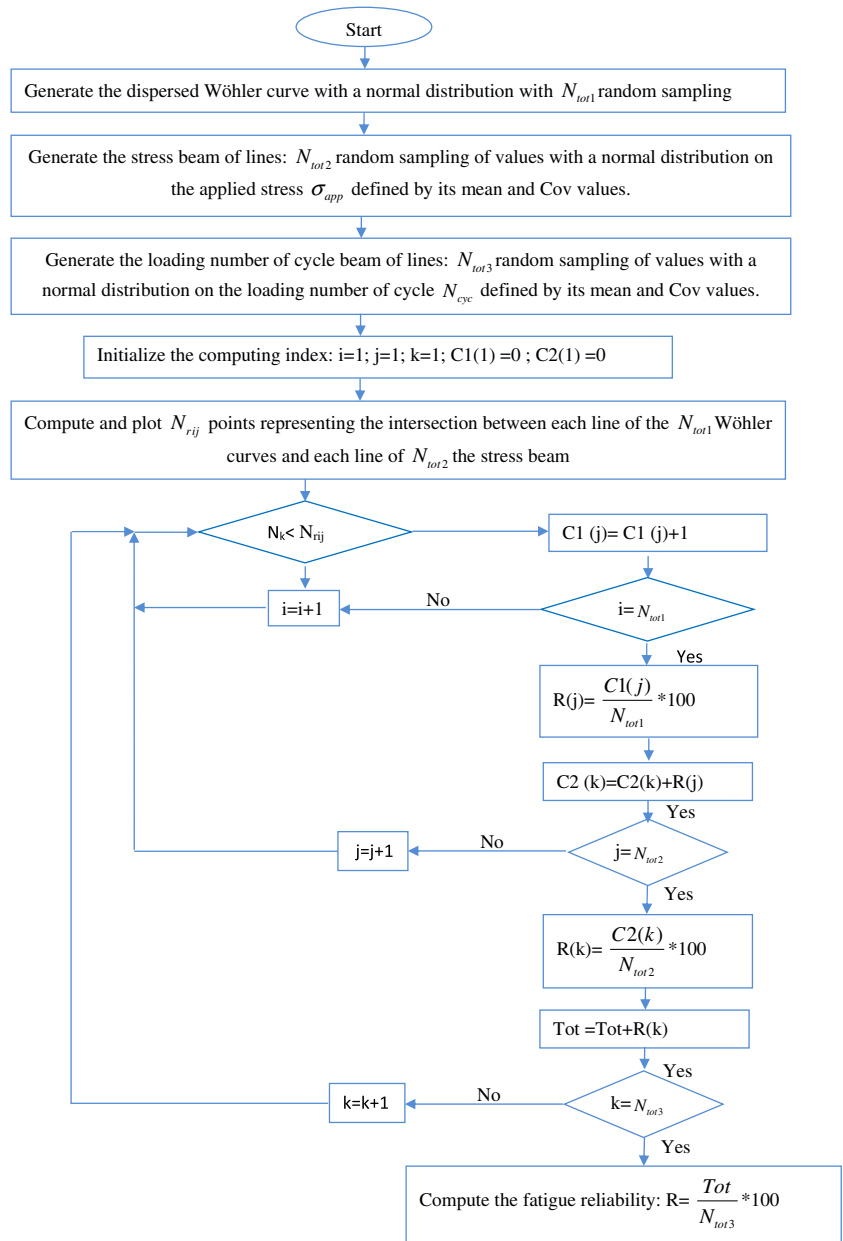 Start
Generate the dispersed Wöhler curve with a normal distribution with N_tot1 random sampling
Generate the stress beam of lines: N_tot2 random sampling of values with a normal distribution on
the applied stress σ_app defined by its mean and Cov values.
Generate the loading number of cycle beam of lines: N_tot3 random sampling of values with a
normal distribution on the loading number of cycle N_cyc defined by its mean and Cov values.
Initialize the computing index: i=1; j=1; k=1; C1(1) =0 ; C2(1) =0
Compute and plot N_rij points representing the intersection between each line of the N_tot1 Wöhler
curves and each line of N_tot2 the stress beam
N_k< N_rij
C1 (j)= C1 (j)+1
i=i+1
No
i= N_tot1
Yes
R(j)= C1(j)/N_tot1 *100
C2 (k)=C2(k)+R(j)
Yes
j=j+1
No
j= N_tot2
Yes
R(k)= C2(k)/N_tot2 *100
Tot =Tot+R(k)
Yes
k=k+1
No
k= N_tot3
Yes
Compute the fatigue reliability: R= Tot/N_tot3 *100